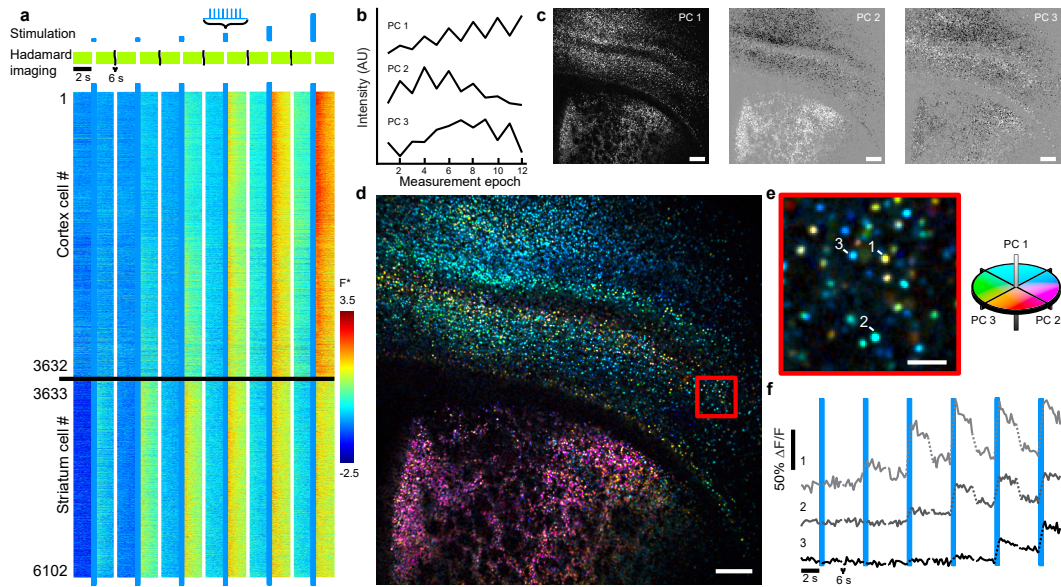 a
Stimulation
Hadamard
imaging
2 s
6 s
1
Cortex cell #
3632
3633
Striatum cell #
6102
F*
3.5
-2.5
b
PC 1
PC 2
PC 3
Intensity (AU)
2 4 6 8 10 12
Measurement epoch
c
PC 1
PC 2
PC 3
d
e
3
1
2
PC 1
PC 3
PC 2
f
50% ΔF/F
1
2
3
2 s
6 s